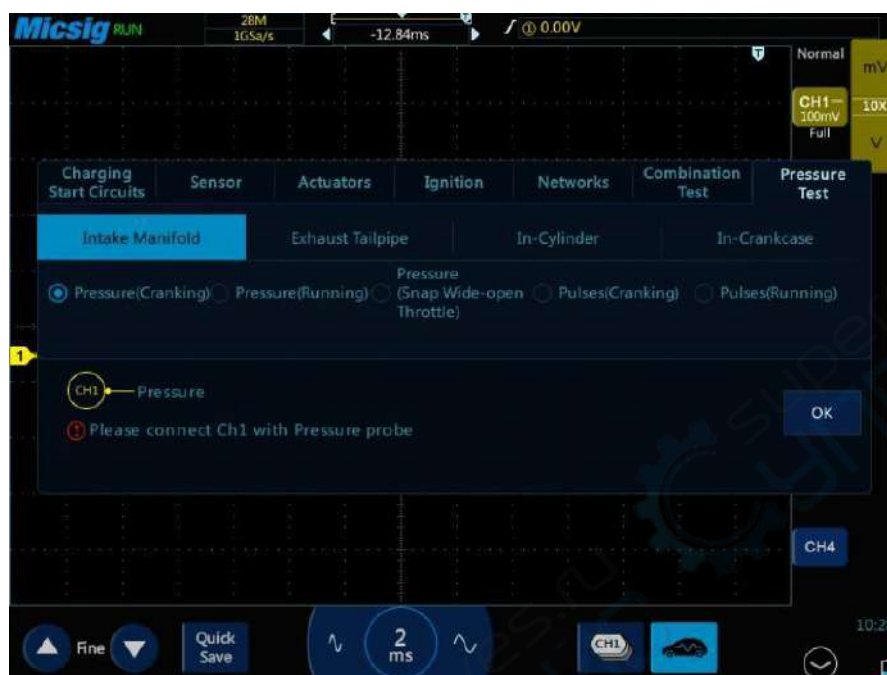 Micsig RUN
28M
1GSa/s
-12.84ms
① 0.00V
T
Normal
mV
CH1
100mV
10X
Full
V
Charging
Start Circuits
Sensor
Actuators
Ignition
Networks
Combination
Test
Pressure
Test
Intake Manifold
Exhaust Tailpipe
In-Cylinder
In-Crankcase
Pressure(Cranking)
Pressure(Running)
Pressure
(Snap Wide-open
Throttle)
Pulses(Cranking)
Pulses(Running)
1
CH1
Pressure
Please connect Ch1 with Pressure probe
OK
CH4
Fine
Quick
Save
2
ms
CH1